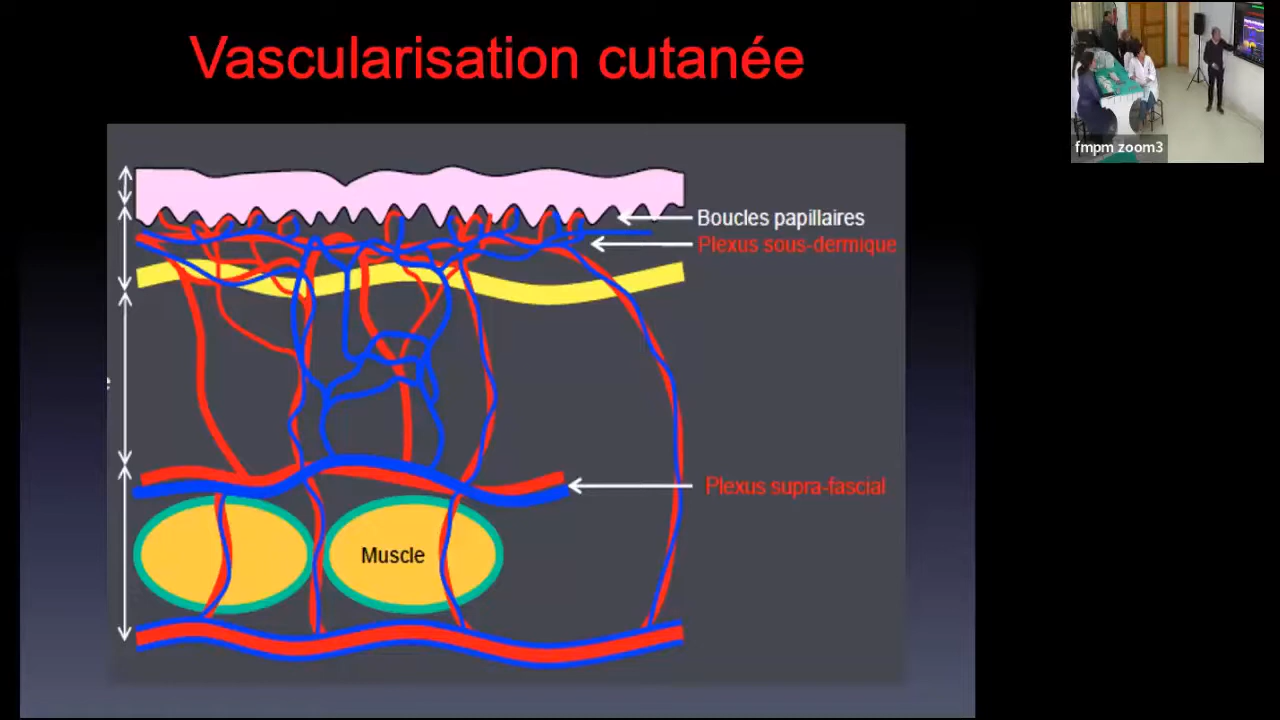 Vascularisation cutanée
fmpm zoom3
Boucles papillaires
Plexus sous-dermique
Plexus supra-fascial
Muscle